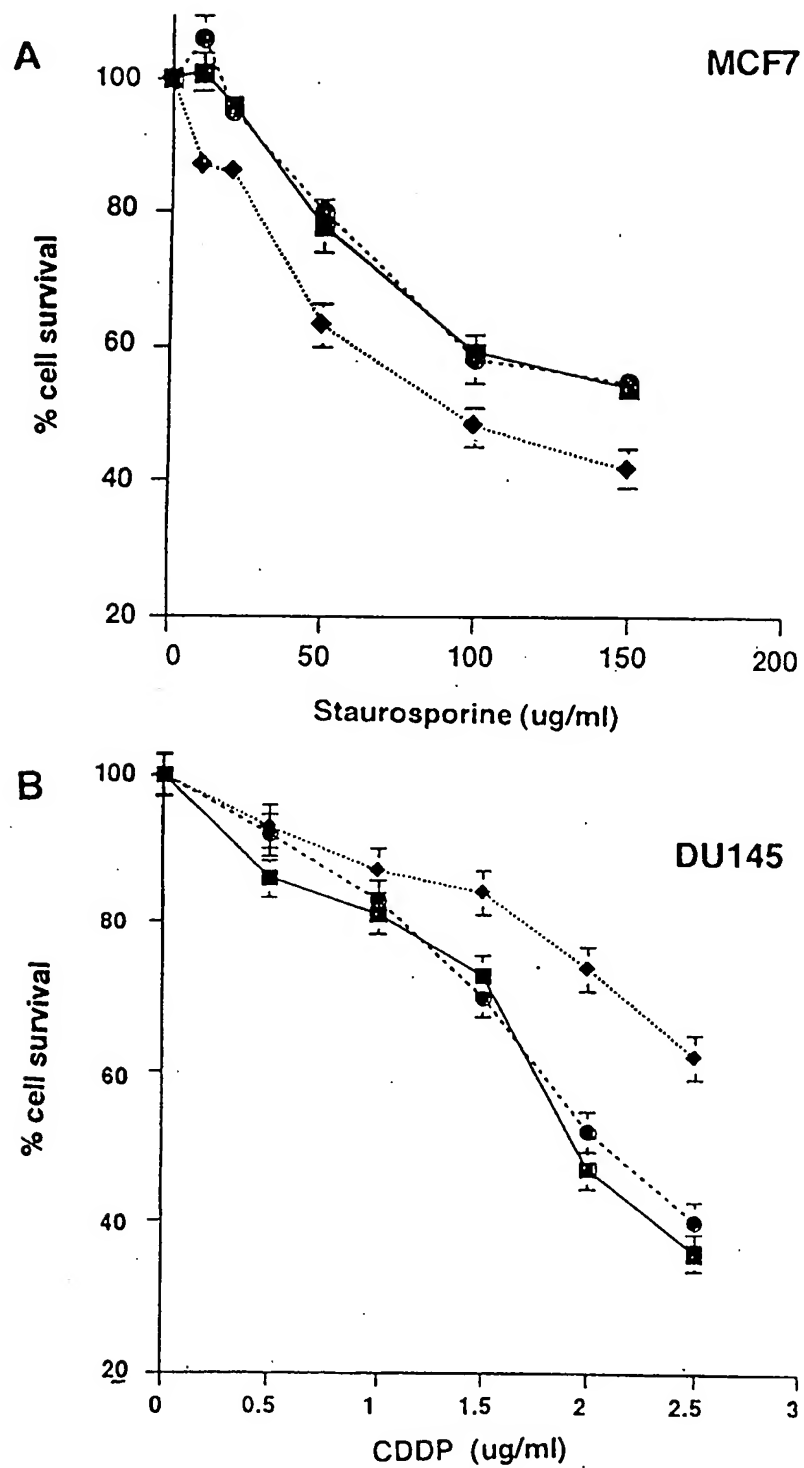 A
MCF7
100
80
60
40
20
% cell survival
0 50 100 150 200
Staurosporine (ug/ml)
B
DU145
100
80
60
40
20
% cell survival
0 0.5 1 1.5 2 2.5 3
CDDP (ug/ml)